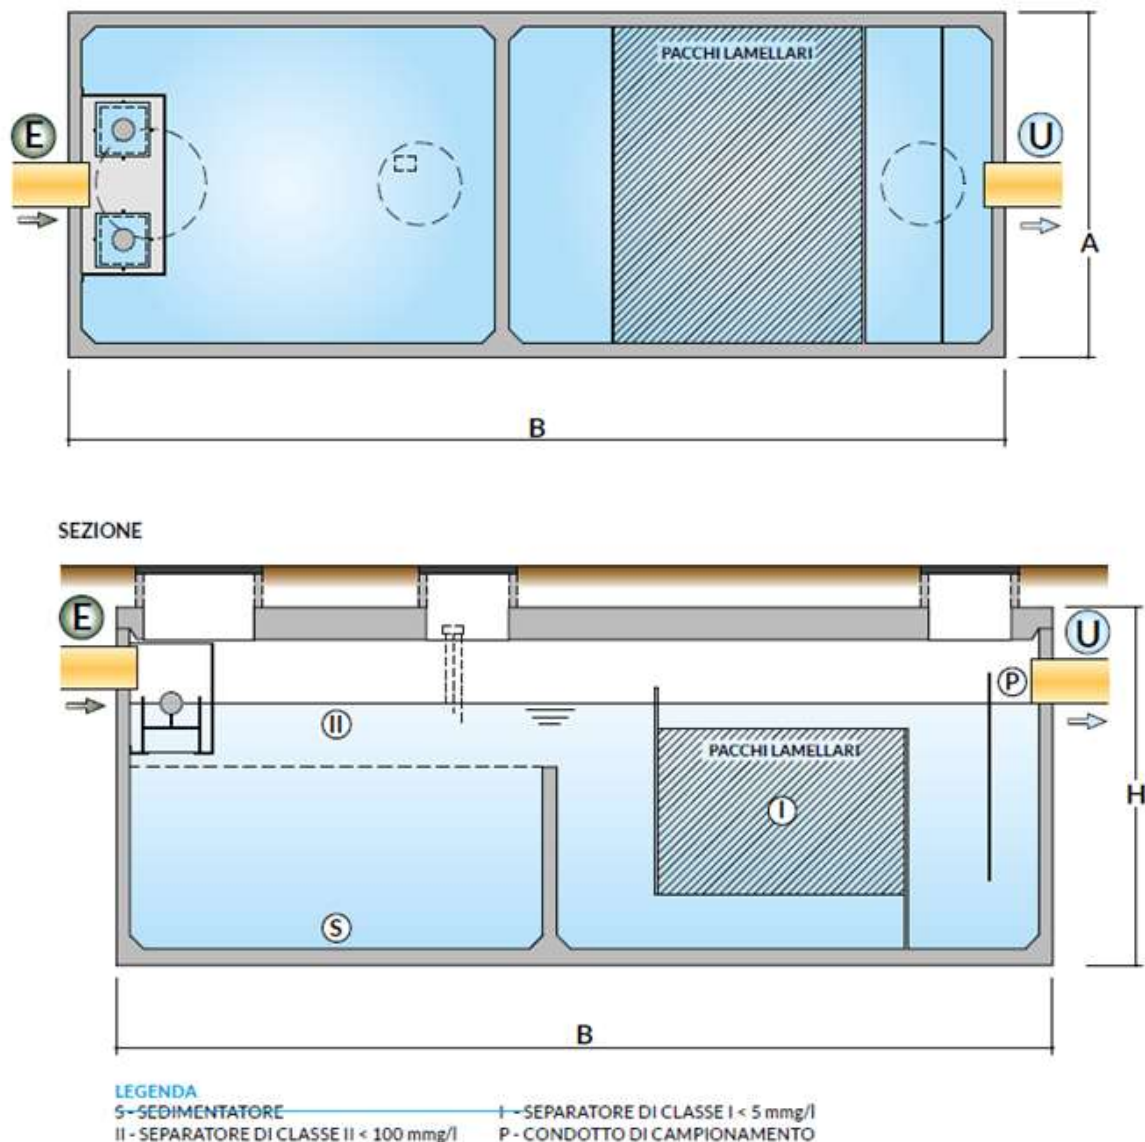 PACCHI LAMELLARI
E
U
A
B
SEZIONE
E
U
P
II
PACCHI LAMELLARI
I
H
S
B
LEGENDA
S - SEDIMENTATORE I - SEPARATORE DI CLASSE I < 5 mmg/l
II - SEPARATORE DI CLASSE II < 100 mmg/l P - CONDOTTO DI CAMPIONAMENTO